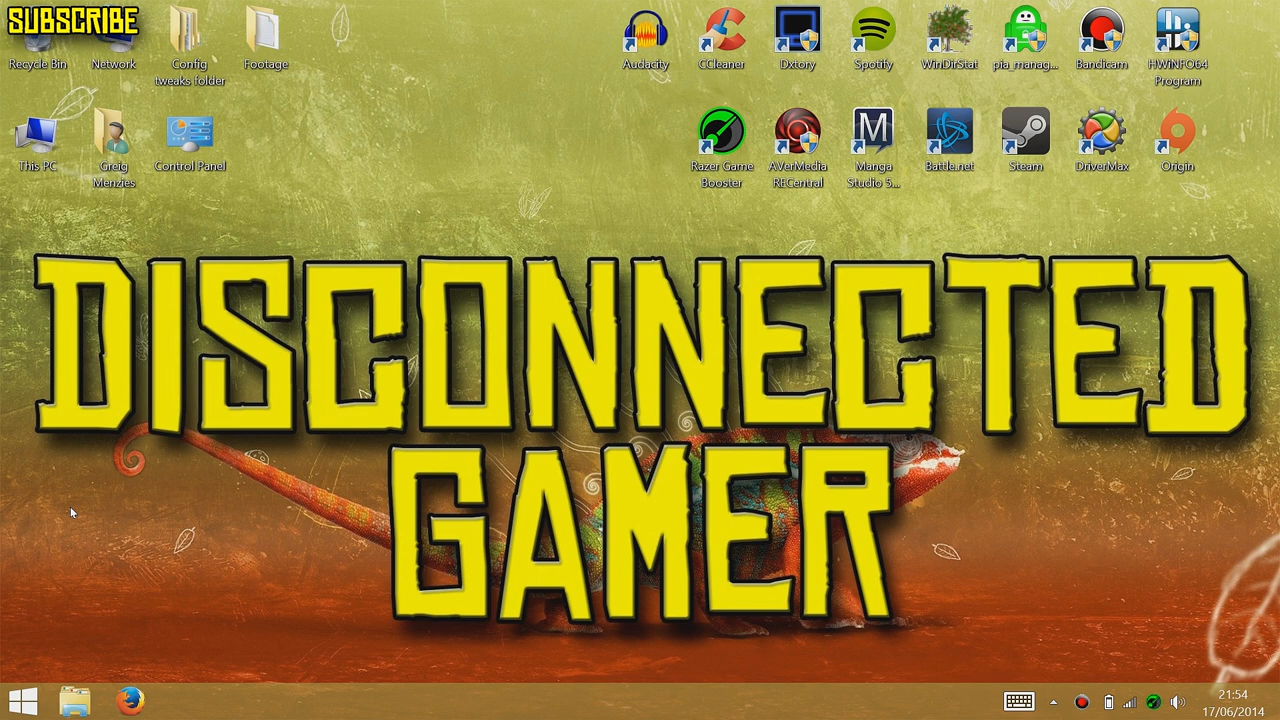 SUBSCRIBE
Recycle Bin
Network
Config
tweaks folder
Footage
Audacity
CCleaner
Dxtory
Spotify
WinDirStat
pia_manag...
Bandicam
HWiNFO64
Program
This PC
Greig
Menzies
Control Panel
Razer Game
Booster
AVerMedia
RECentral
M
Manga
Studio 5...
Battle.net
Steam
DriverMax
Origin
DISCONNECTED
GAMER
21:54
17/06/2014